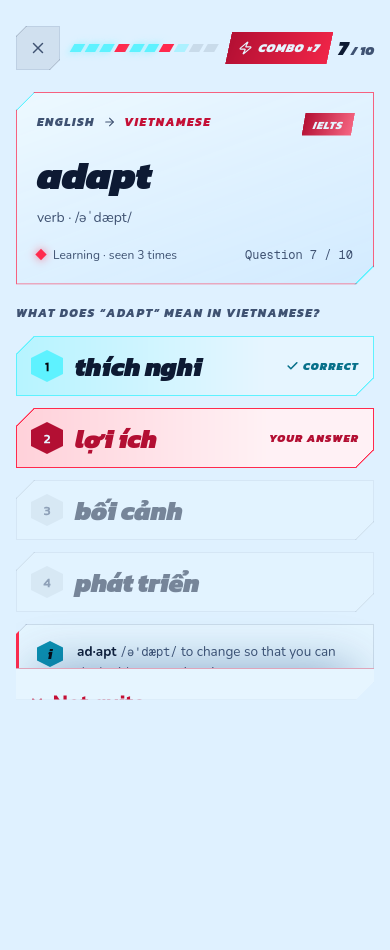 COMBO ×7
7 / 10
ENGLISH → VIETNAMESE
IELTS
adapt
verb · /əˈdæpt/
Learning · seen 3 times
Question 7 / 10
WHAT DOES “ADAPT” MEAN IN VIETNAMESE?
1 thích nghi ✓ CORRECT
2 lợi ích YOUR ANSWER
3 bối cảnh
4 phát triển
i ad·apt /əˈdæpt/ to change so that you can